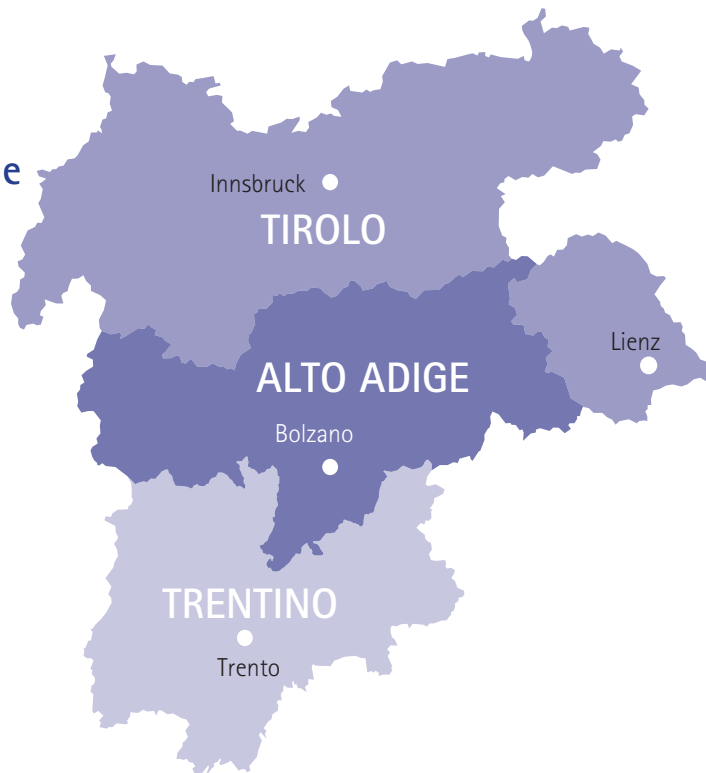 e
Innsbruck
TIROLO
Lienz
ALTO ADIGE
Bolzano
TRENTINO
Trento